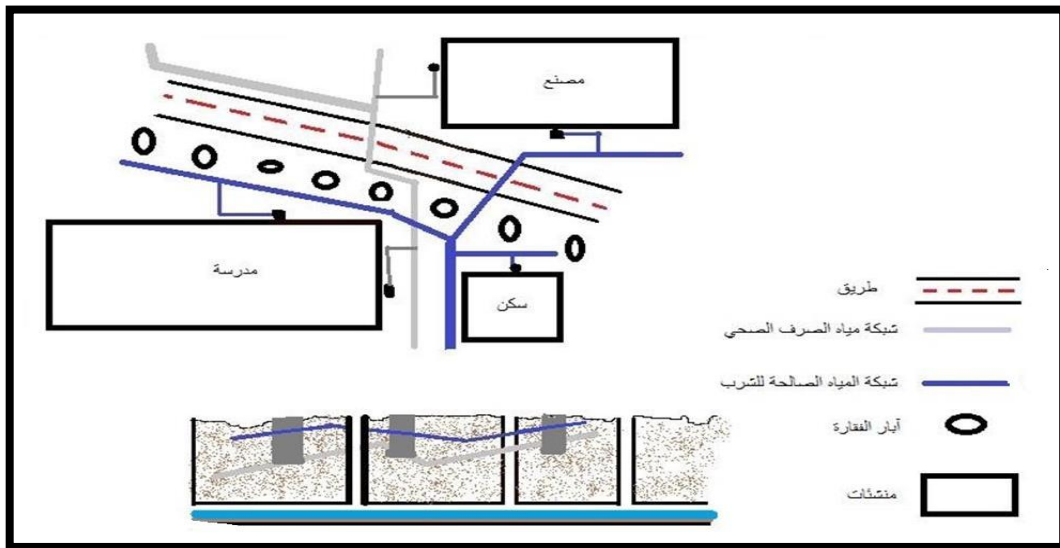 مصنع
مدرسة
سكن
طريق
شبكة مياه الصرف الصحي
شبكة المياه الصالحة للشرب
آبار الفقارة
منشئات